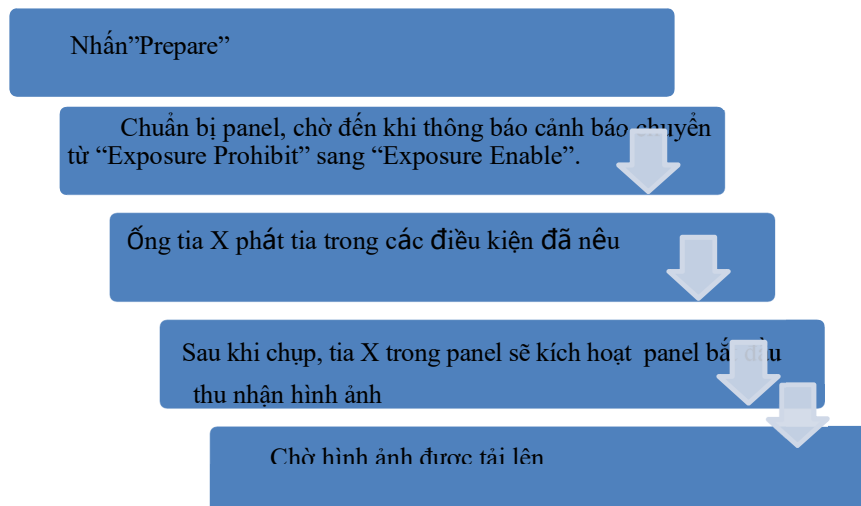 Nhấn”Prepare”
Chuẩn bị panel, chờ đến khi thông báo cảnh báo chuyển
từ “Exposure Prohibit” sang “Exposure Enable”.
Ống tia X phát tia trong các điều kiện đã nêu
Sau khi chụp, tia X trong panel sẽ kích hoạt panel bắt đầu
thu nhận hình ảnh
Chờ hình ảnh được tải lên